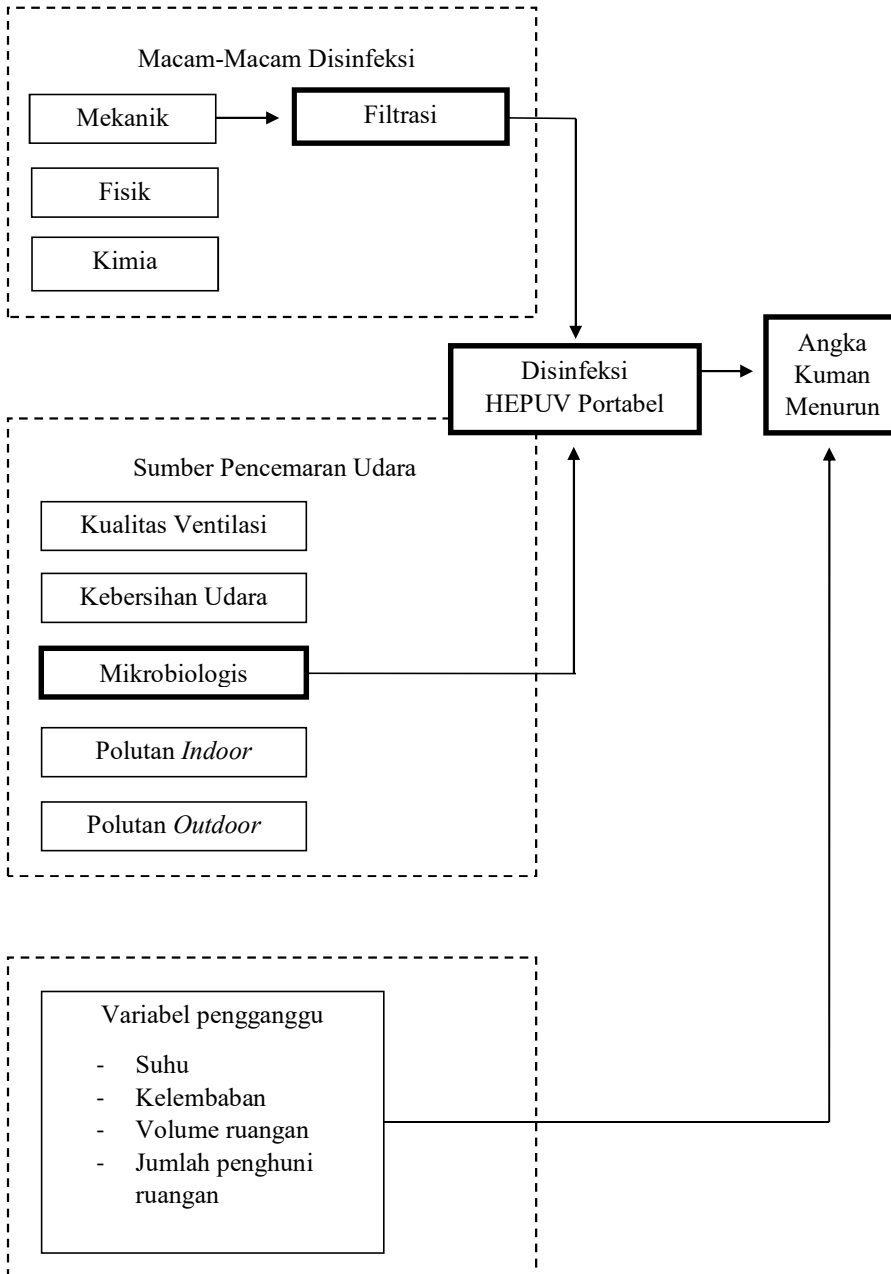 Macam-Macam Disinfeksi
Mekanik
Filtrasi
Fisik
Kimia
Disinfeksi
HEPUV Portabel
Angka
Kuman
Menurun
Sumber Pencemaran Udara
Kualitas Ventilasi
Kebersihan Udara
Mikrobiologis
Polutan Indoor
Polutan Outdoor
Variabel pengganggu
- Suhu
- Kelembaban
- Volume ruangan
- Jumlah penghuni
ruangan